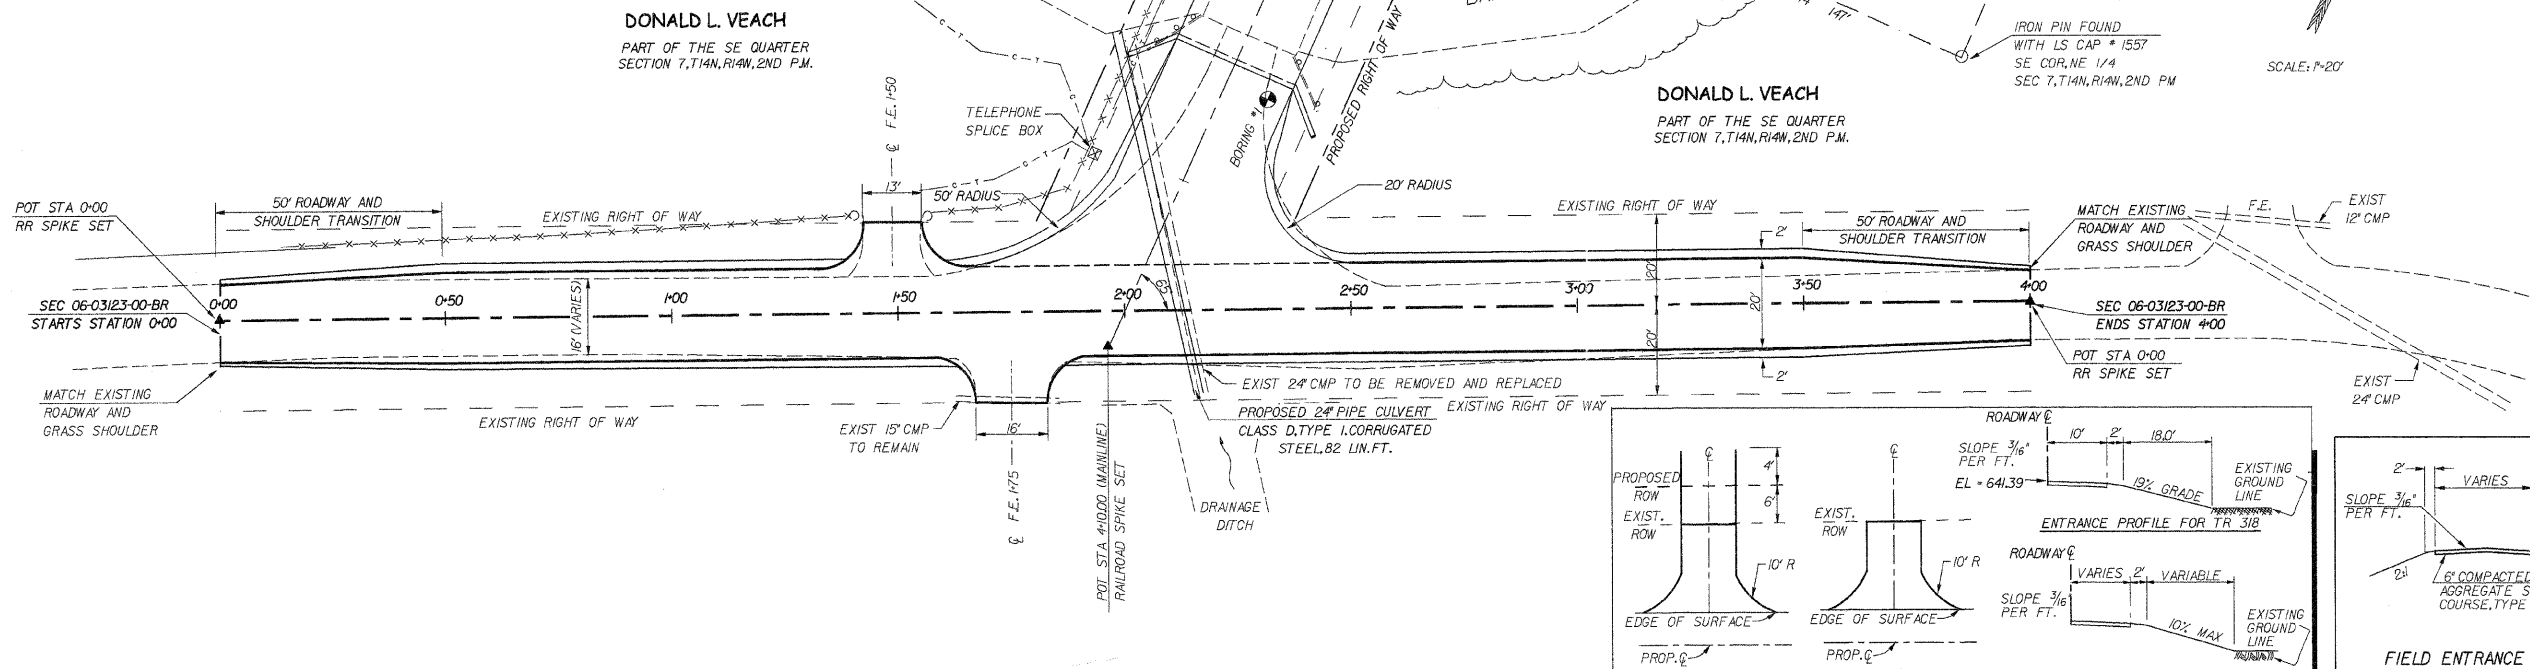 DONALD L. VEACH
PART OF THE SE QUARTER
SECTION 7,T14N,R14W,2ND P.M.
℄ F.E. 1+50
TELEPHONE
SPLICE BOX
BORING #1
PROPOSED RIGHT OF WAY
147'
IRON PIN FOUND
WITH LS CAP # 1557
SE COR,NE 1/4
SEC 7,T14N,R14W,2ND PM
SCALE: 1"=20'
DONALD L. VEACH
PART OF THE SE QUARTER
SECTION 7,T14N,R14W,2ND P.M.
POT STA 0+00
RR SPIKE SET
50' ROADWAY AND
SHOULDER TRANSITION
EXISTING RIGHT OF WAY
13'
50' RADIUS
20' RADIUS
EXISTING RIGHT OF WAY
50' ROADWAY AND
SHOULDER TRANSITION
2'
MATCH EXISTING
ROADWAY AND
GRASS SHOULDER
F.E.
EXIST
12" CMP
SEC 06-03123-00-BR
STARTS STATION 0+00
0+00
0+50
1+00
1+50
2+00
2+50
3+00
3+50
4+00
16' (VARIES)
65°
20'
20'
20'
SEC 06-03123-00-BR
ENDS STATION 4+00
POT STA 0+00
RR SPIKE SET
2'
MATCH EXISTING
ROADWAY AND
GRASS SHOULDER
EXISTING RIGHT OF WAY
EXIST 15" CMP
TO REMAIN
16'
℄ F.E. 1+75
POT STA 4+10.00 (MAINLINE)
RAILROAD SPIKE SET
EXIST 24" CMP TO BE REMOVED AND REPLACED
PROPOSED 24" PIPE CULVERT
CLASS D,TYPE 1,CORRUGATED
STEEL,82 LIN.FT.
EXISTING RIGHT OF WAY
DRAINAGE
DITCH
EXIST
24" CMP
℄
4'
6'
PROPOSED
ROW
EXIST.
ROW
10' R
EDGE OF SURFACE
PROP.℄
℄
EXIST.
ROW
10' R
EDGE OF SURFACE
PROP.℄
ROADWAY ℄
10'
2'
18.0'
SLOPE 3/16"
PER FT.
EL = 641.39
19% GRADE
EXISTING
GROUND
LINE
ENTRANCE PROFILE FOR TR 318
ROADWAY ℄
VARIES
2'
VARIABLE
SLOPE 3/16"
PER FT.
10% MAX
EXISTING
GROUND
LINE
2'
VARIES
SLOPE 3/16"
PER FT.
2:1
6" COMPACTED
AGGREGATE S
COURSE,TYPE
FIELD ENTRANCE